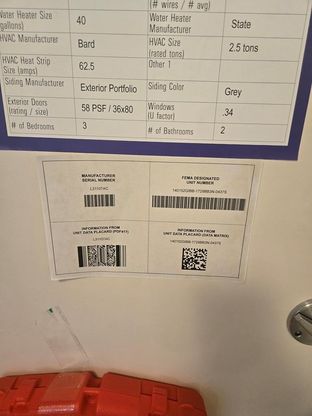 (# wires / # avg)
Water Heater Size
(gallons)
40
Water Heater
Manufacturer
State
HVAC Manufacturer
Bard
HVAC Size
(rated tons)
2.5 tons
HVAC Heat Strip
Size (amps)
62.5
Other 1
Siding Manufacturer
Exterior Portfolio
Siding Color
Grey
Exterior Doors
(rating / size)
58 PSF / 36x80
Windows
(U factor)
.34
# of Bedrooms
3
# of Bathrooms
2
MANUFACTURER
SERIAL NUMBER
FEMA DESIGNATED
UNIT NUMBER
INFORMATION FROM
UNIT DATA PLACARD (PDF417)
INFORMATION FROM
UNIT DATA PLACARD (DATA MATRIX)